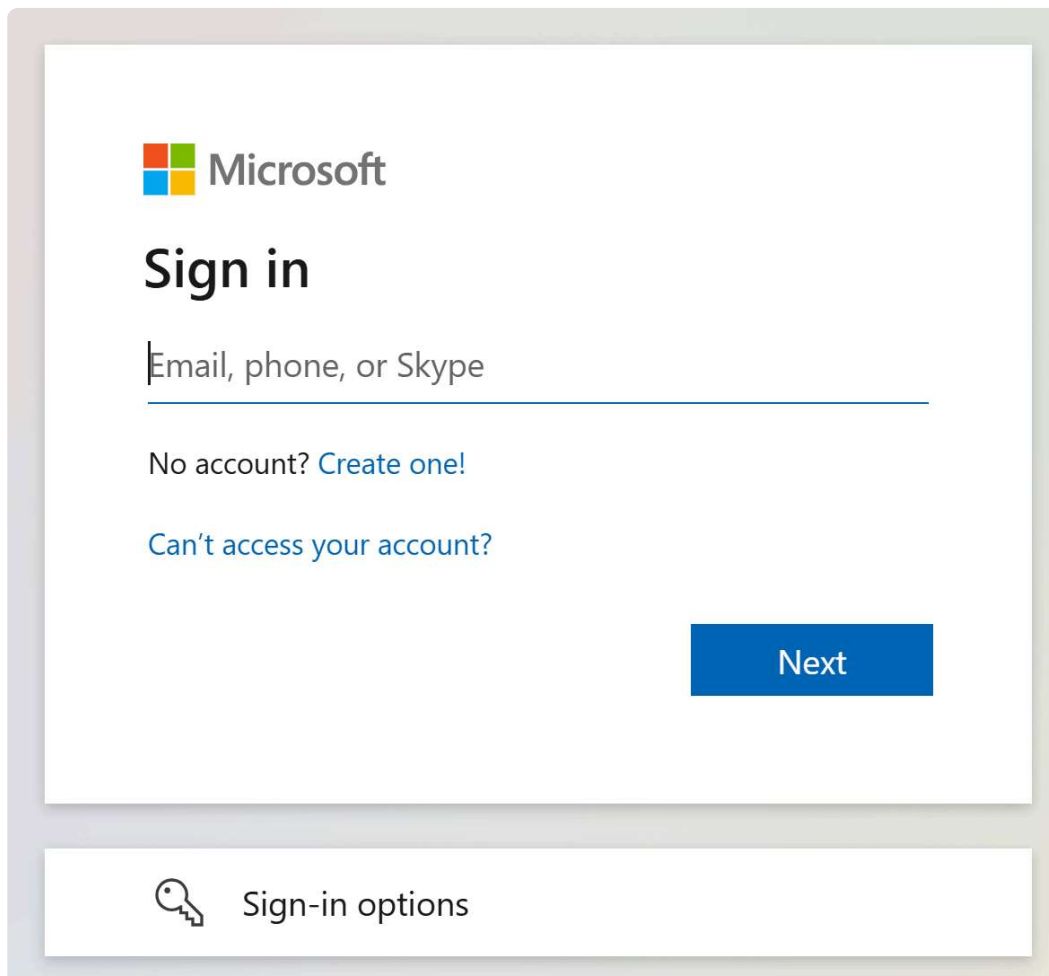 Microsoft
Sign in
Email, phone, or Skype
No account? Create one!
Can't access your account?
Next
Sign-in options